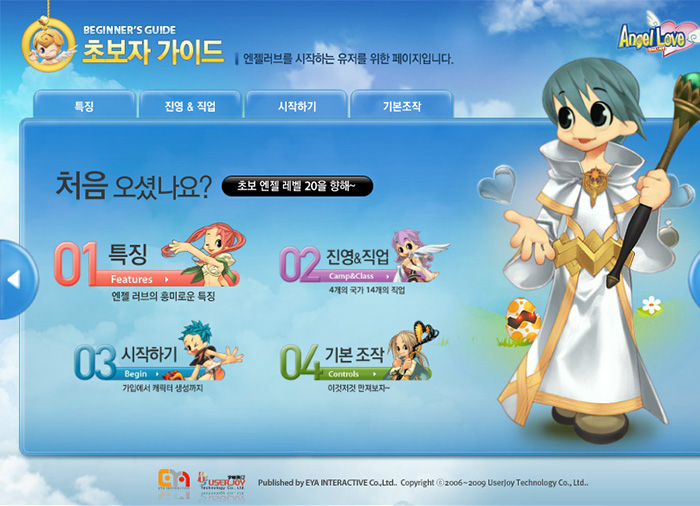 BEGINNER'S GUIDE
초보자 가이드
엔젤러브를 시작하는 유저를 위한 페이지입니다.
Angel Love
특징
진영 & 직업
시작하기
기본조작
처음 오셨나요?
초보 엔젤 레벨 20을 향해~
01 특징
Features
엔젤 러브의 흥미로운 특징
02 진영&직업
Camp&Class
4개의 국가 14개의 직업
03 시작하기
Begin
가입에서 캐릭터 생성까지
04 기본 조작
Controls
이것저것 만져보자~
EYA INTERACTIVE
USERJOY
Technology Co., Ltd.
Published by EYA INTERACTIVE Co.,Ltd.. Copyright ⓒ2006~2009 UserJoy Technology Co., Ltd..